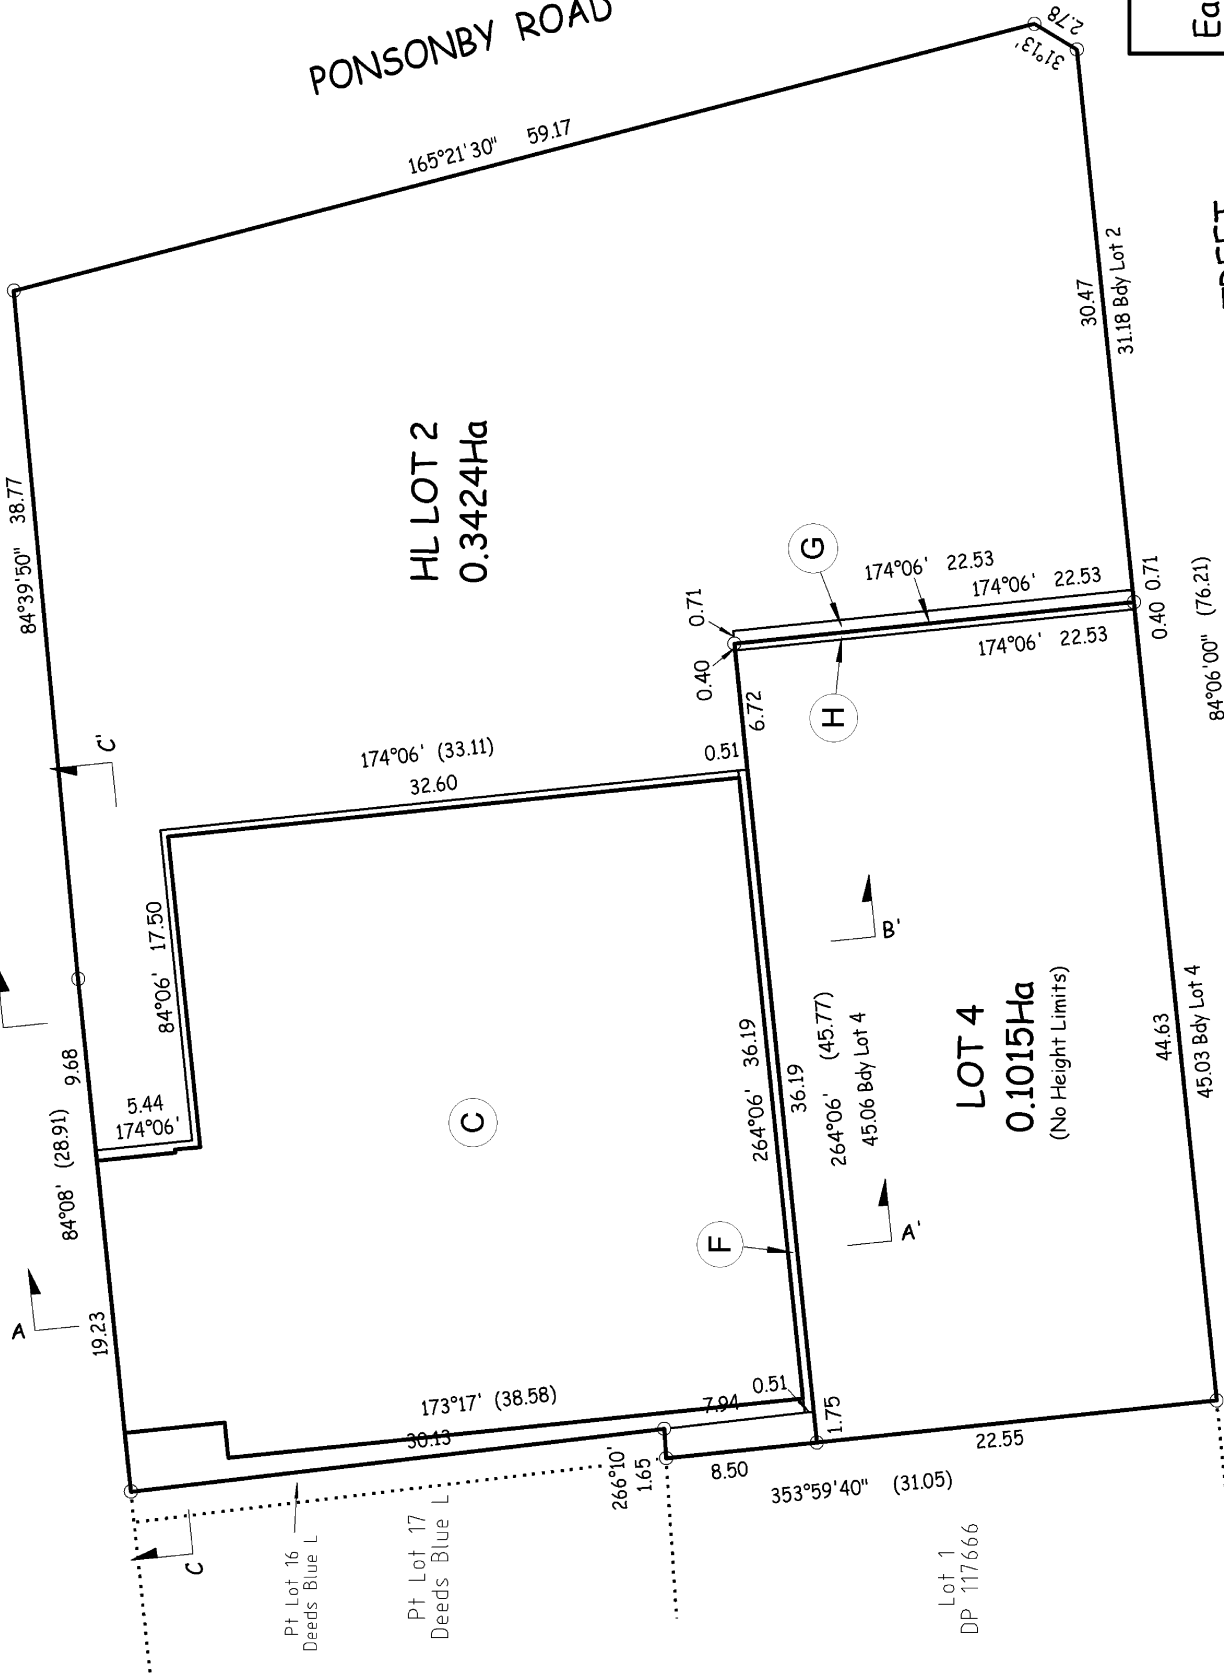 PONSONBY ROAD
2.78
31°13'
Ea
165°21'30" 59.17
84°39'50" 38.77
HL LOT 2
0.3424Ha
30.47
31.18 Bdy Lot 2
G
174°06' 22.53
174°06' 22.53
174°06' 22.53
0.71
0.40
6.72
H
0.40 0.71
84°06'00" (76.21)
C'
174°06' (33.11)
32.60
0.51
84°06' 17.50
9.68
5.44
174°06'
84°08' (28.91)
19.23
A
C
264°06' 36.19
36.19
264°06' (45.77)
45.06 Bdy Lot 4
B'
A'
F
LOT 4
0.1015Ha
(No Height Limits)
44.63
45.03 Bdy Lot 4
173°17' (38.58)
30.13
7.94
0.51
1.75
266°10'
1.65
8.50
353°59'40" (31.05)
22.55
C
Pt Lot 16
Deeds Blue L
Pt Lot 17
Deeds Blue L
Lot 1
DP 117666